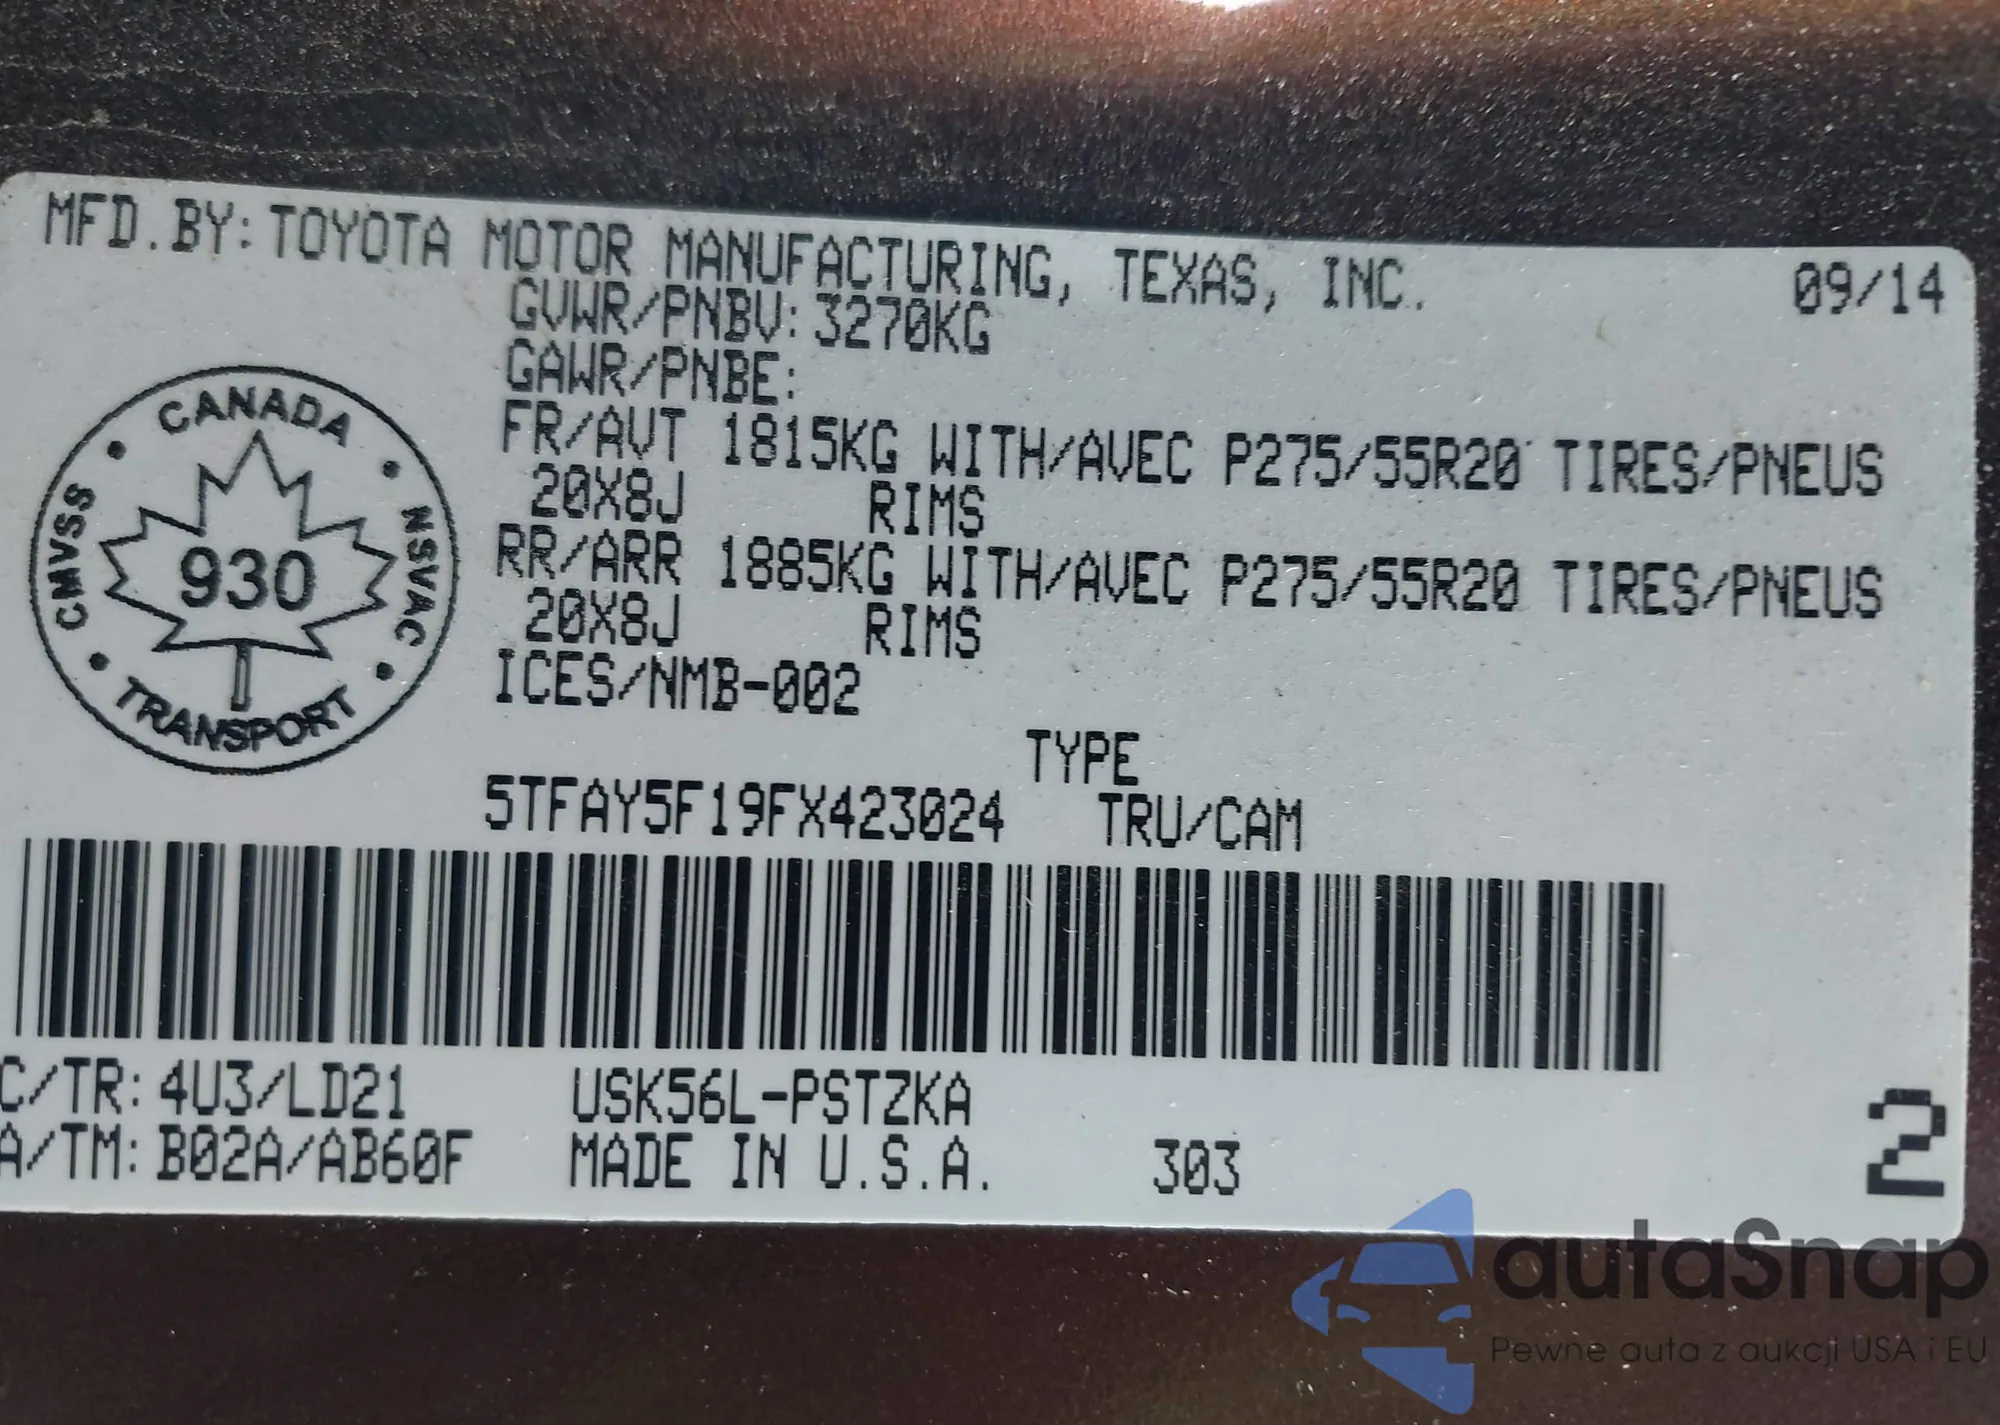 MFD.BY: TOYOTA MOTOR MANUFACTURING, TEXAS, INC. 09/14
GVWR/PNBV: 3270KG
GAWR/PNBE:
FR/AVT 1815KG WITH/AVEC P275/55R20 TIRES/PNEUS
20X8J RIMS
RR/ARR 1885KG WITH/AVEC P275/55R20 TIRES/PNEUS
20X8J RIMS
ICES/NMB-002
CANADA
CMVSS
930
NSVAC
TRANSPORT
TYPE
5TFAY5F19FX423024 TRU/CAM
C/TR: 4U3/LD21 USK56L-PSTZKA
A/TM: B02A/AB60F MADE IN U.S.A. 303
2
autaSnap
Pewne auta z aukcji USA i EU